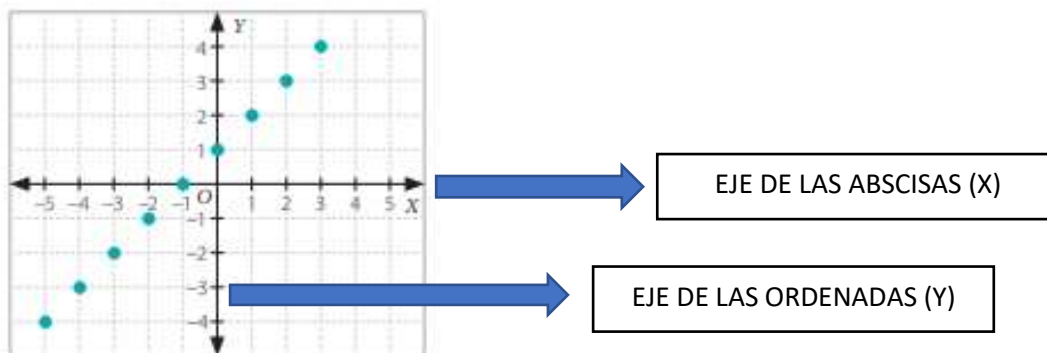 Y
4
3
2
1
O
-5 -4 -3 -2 -1 1 2 3 4 5 X
-1
-2
-3
-4
EJE DE LAS ABSCISAS (X)
EJE DE LAS ORDENADAS (Y)